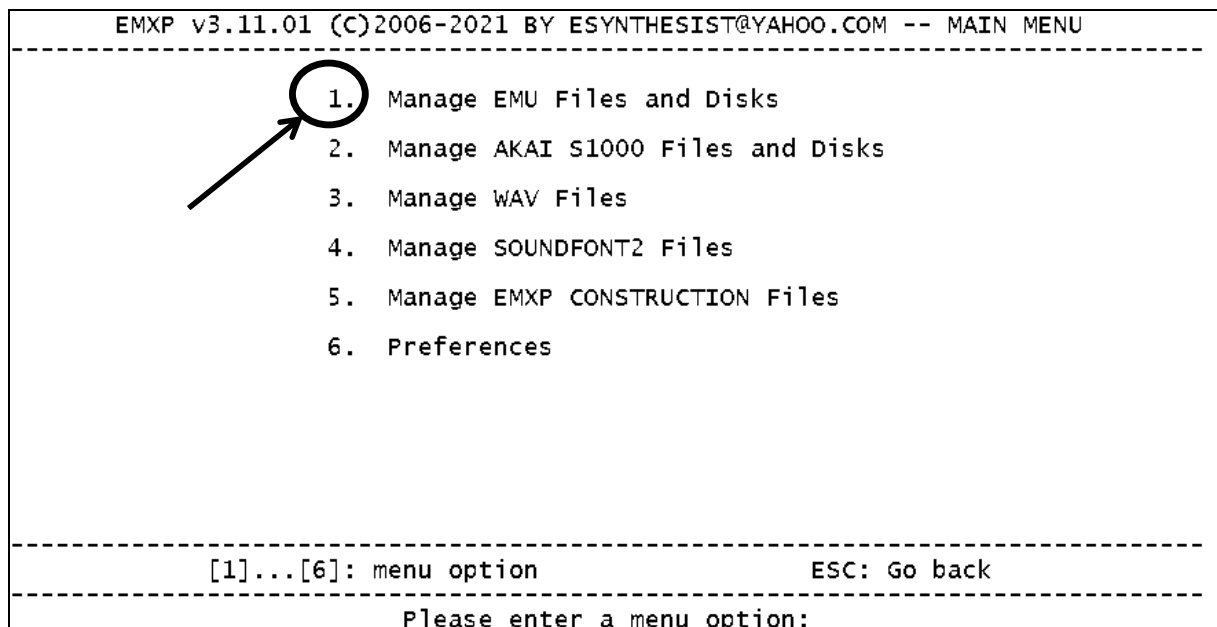 EMXP v3.11.01 (C)2006-2021 BY ESYNTHESIST@YAHOO.COM -- MAIN MENU
1. Manage EMU Files and Disks
2. Manage AKAI S1000 Files and Disks
3. Manage WAV Files
4. Manage SOUNDFONT2 Files
5. Manage EMXP CONSTRUCTION Files
6. Preferences
[1]...[6]: menu option ESC: Go back
Please enter a menu option: